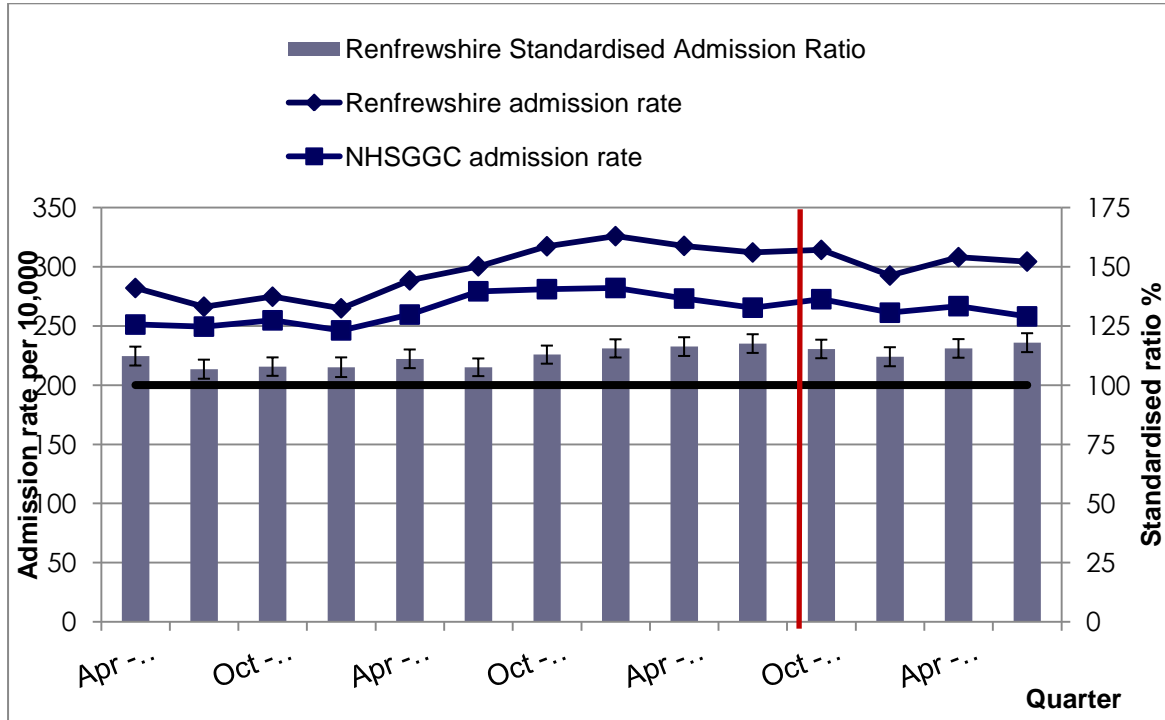 Renfrewshire Standardised Admission Ratio
Renfrewshire admission rate
NHSGGC admission rate
350
300
250
200
150
100
50
0
Admission rate per 10,000
175
150
125
100
75
50
25
0
Standardised ratio %
Apr -..
Oct -..
Apr -..
Oct -..
Apr -..
Oct -..
Apr -..
Quarter